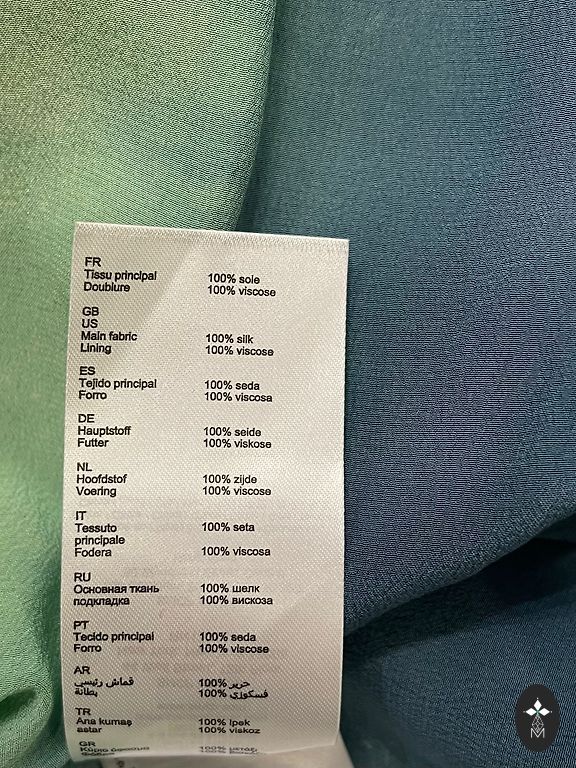 FR
Tissu principal 100% soie
Doublure 100% viscose
GB
US
Main fabric 100% silk
Lining 100% viscose
ES
Tejido principal 100% seda
Forro 100% viscosa
DE
Hauptstoff 100% seide
Futter 100% viskose
NL
Hoofdstof 100% zijde
Voering 100% viscose
IT
Tessuto 100% seta
principale
Fodera 100% viscosa
RU
Основная ткань 100% шелк
подкладка 100% вискоза
PT
Tecido principal 100% seda
Forro 100% viscose
AR
قماش رئيسي 100% حرير
بطانة 100% فسكوزي
TR
Ana kumaş 100% ipek
astar 100% viskoz
GR
Κύριο ύφασμα 100%
M